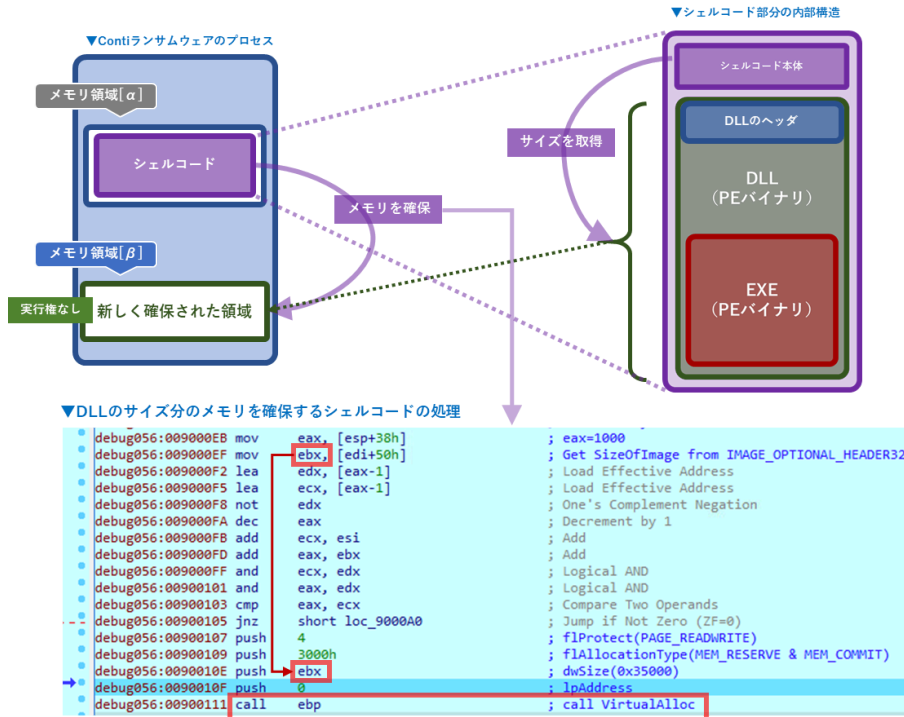 ▼Contiランサムウェアのプロセス
メモリ領域[α]
シェルコード
メモリを確保
メモリ領域[β]
実行権なし
新しく確保された領域
▼シェルコード部分の内部構造
シェルコード本体
サイズを取得
DLLのヘッダ
DLL
(PEバイナリ)
EXE
(PEバイナリ)
▼DLLのサイズ分のメモリを確保するシェルコードの処理
debug056:009000EB mov eax, [esp+38h] ; eax=1000
debug056:009000EF mov ebx, [edi+50h] ; Get SizeOfImage from IMAGE_OPTIONAL_HEADER32
debug056:009000F2 lea edx, [eax-1] ; Load Effective Address
debug056:009000F5 lea ecx, [eax-1] ; Load Effective Address
debug056:009000F8 not edx ; One's Complement Negation
debug056:009000FA dec eax ; Decrement by 1
debug056:009000FB add ecx, esi ; Add
debug056:009000FD add eax, ebx ; Add
debug056:009000FF and ecx, edx ; Logical AND
debug056:00900101 and eax, edx ; Logical AND
debug056:00900103 cmp eax, ecx ; Compare Two Operands
debug056:00900105 jnz short loc_9000A0 ; Jump if Not Zero (ZF=0)
debug056:00900107 push 4 ; flProtect(PAGE_READWRITE)
debug056:00900109 push 3000h ; flAllocationType(MEM_RESERVE & MEM_COMMIT)
debug056:0090010E push ebx ; dwSize(0x35000)
debug056:0090010F push 0 ; lpAddress
debug056:00900111 call ebp ; call VirtualAlloc